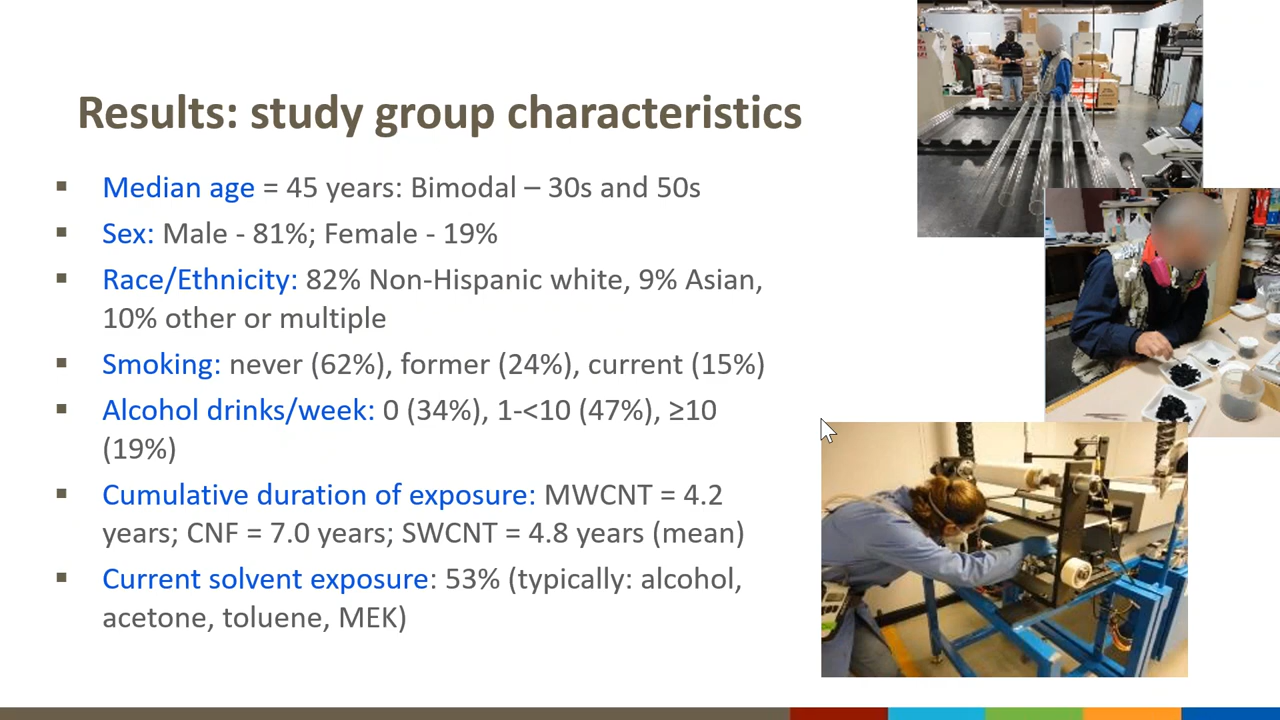 Results: study group characteristics
▪ Median age = 45 years: Bimodal – 30s and 50s
▪ Sex: Male - 81%; Female - 19%
▪ Race/Ethnicity: 82% Non-Hispanic white, 9% Asian,
10% other or multiple
▪ Smoking: never (62%), former (24%), current (15%)
▪ Alcohol drinks/week: 0 (34%), 1-<10 (47%), ≥10
(19%)
▪ Cumulative duration of exposure: MWCNT = 4.2
years; CNF = 7.0 years; SWCNT = 4.8 years (mean)
▪ Current solvent exposure: 53% (typically: alcohol,
acetone, toluene, MEK)